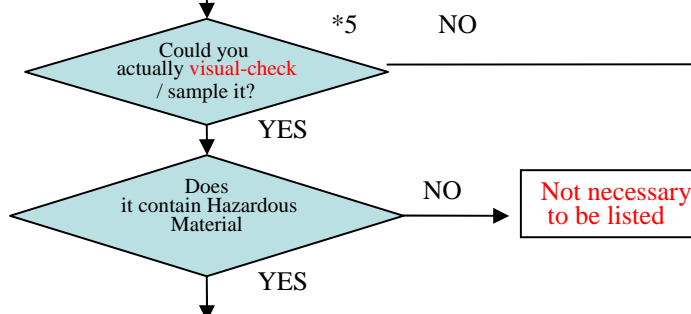 *5 NO
Could you
actually visual-check
/ sample it?
YES
Does
it contain Hazardous
Material
NO
Not necessary
to be listed
YES